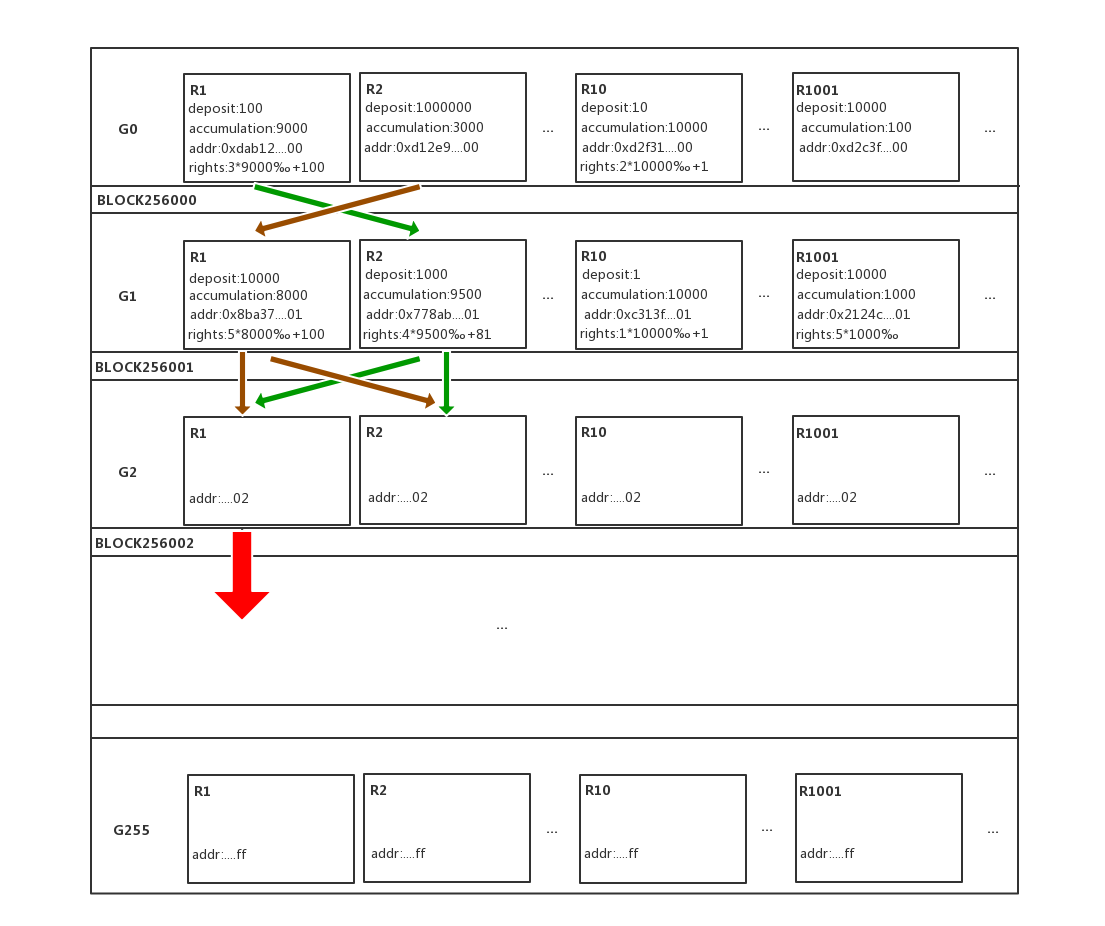 G0
R1
deposit:100
accumulation:9000
addr:0xdab12....00
rights:3*9000‰+100
R2
deposit:1000000
accumulation:3000
addr:0xd12e9....00
...
R10
deposit:10
accumulation:10000
addr:0xd2f31....00
rights:2*10000‰+1
...
R1001
deposit:10000
accumulation:100
addr:0xd2c3f....00
...
BLOCK256000
G1
R1
deposit:10000
accumulation:8000
addr:0x8ba37....01
rights:5*8000‰+100
R2
deposit:1000
accumulation:9500
addr:0x778ab....01
rights:4*9500‰+81
...
R10
deposit:1
accumulation:10000
addr:0xc313f....01
rights:1*10000‰+1
...
R1001
deposit:10000
accumulation:1000
addr:0x2124c....01
rights:5*1000‰
...
BLOCK256001
G2
R1
addr:....02
R2
addr:....02
...
R10
addr:....02
...
R1001
addr:....02
...
BLOCK256002
...
G255
R1
addr:....ff
R2
addr:....ff
...
R10
addr:....ff
...
R1001
addr:....ff
...